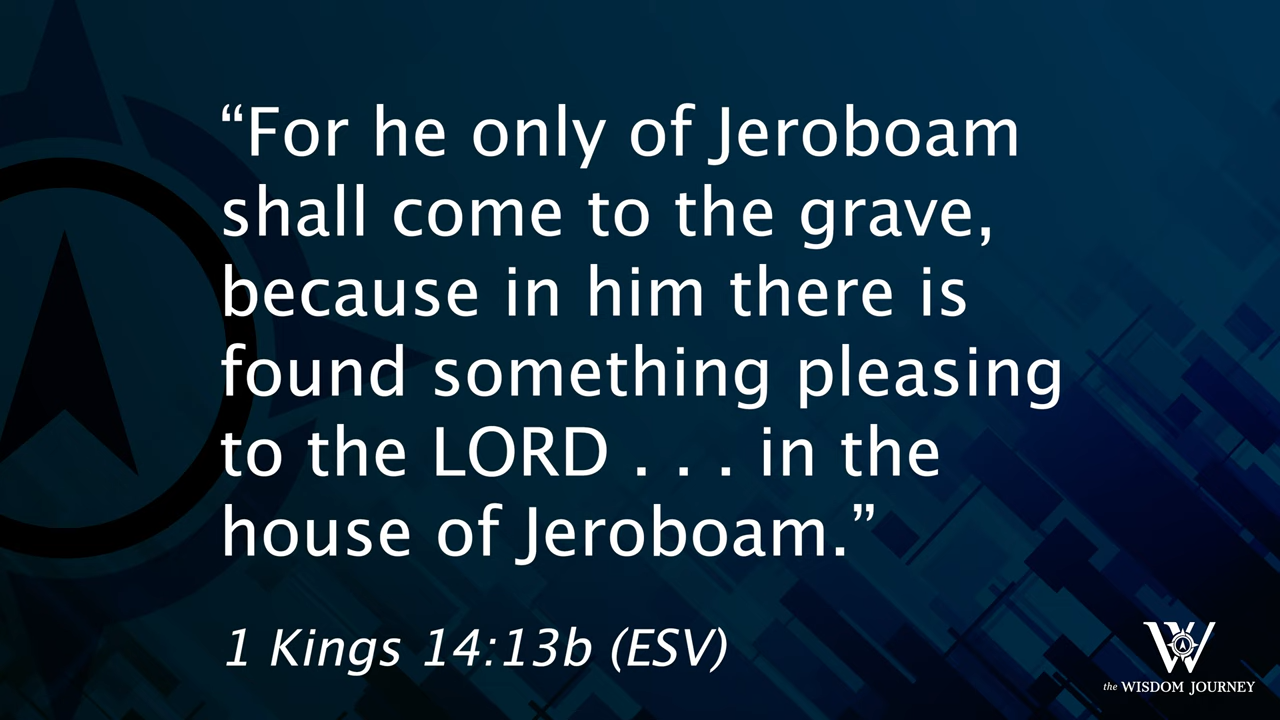 “For he only of Jeroboam
shall come to the grave,
because in him there is
found something pleasing
to the LORD . . . in the
house of Jeroboam.”
1 Kings 14:13b (ESV)
W
the WISDOM JOURNEY